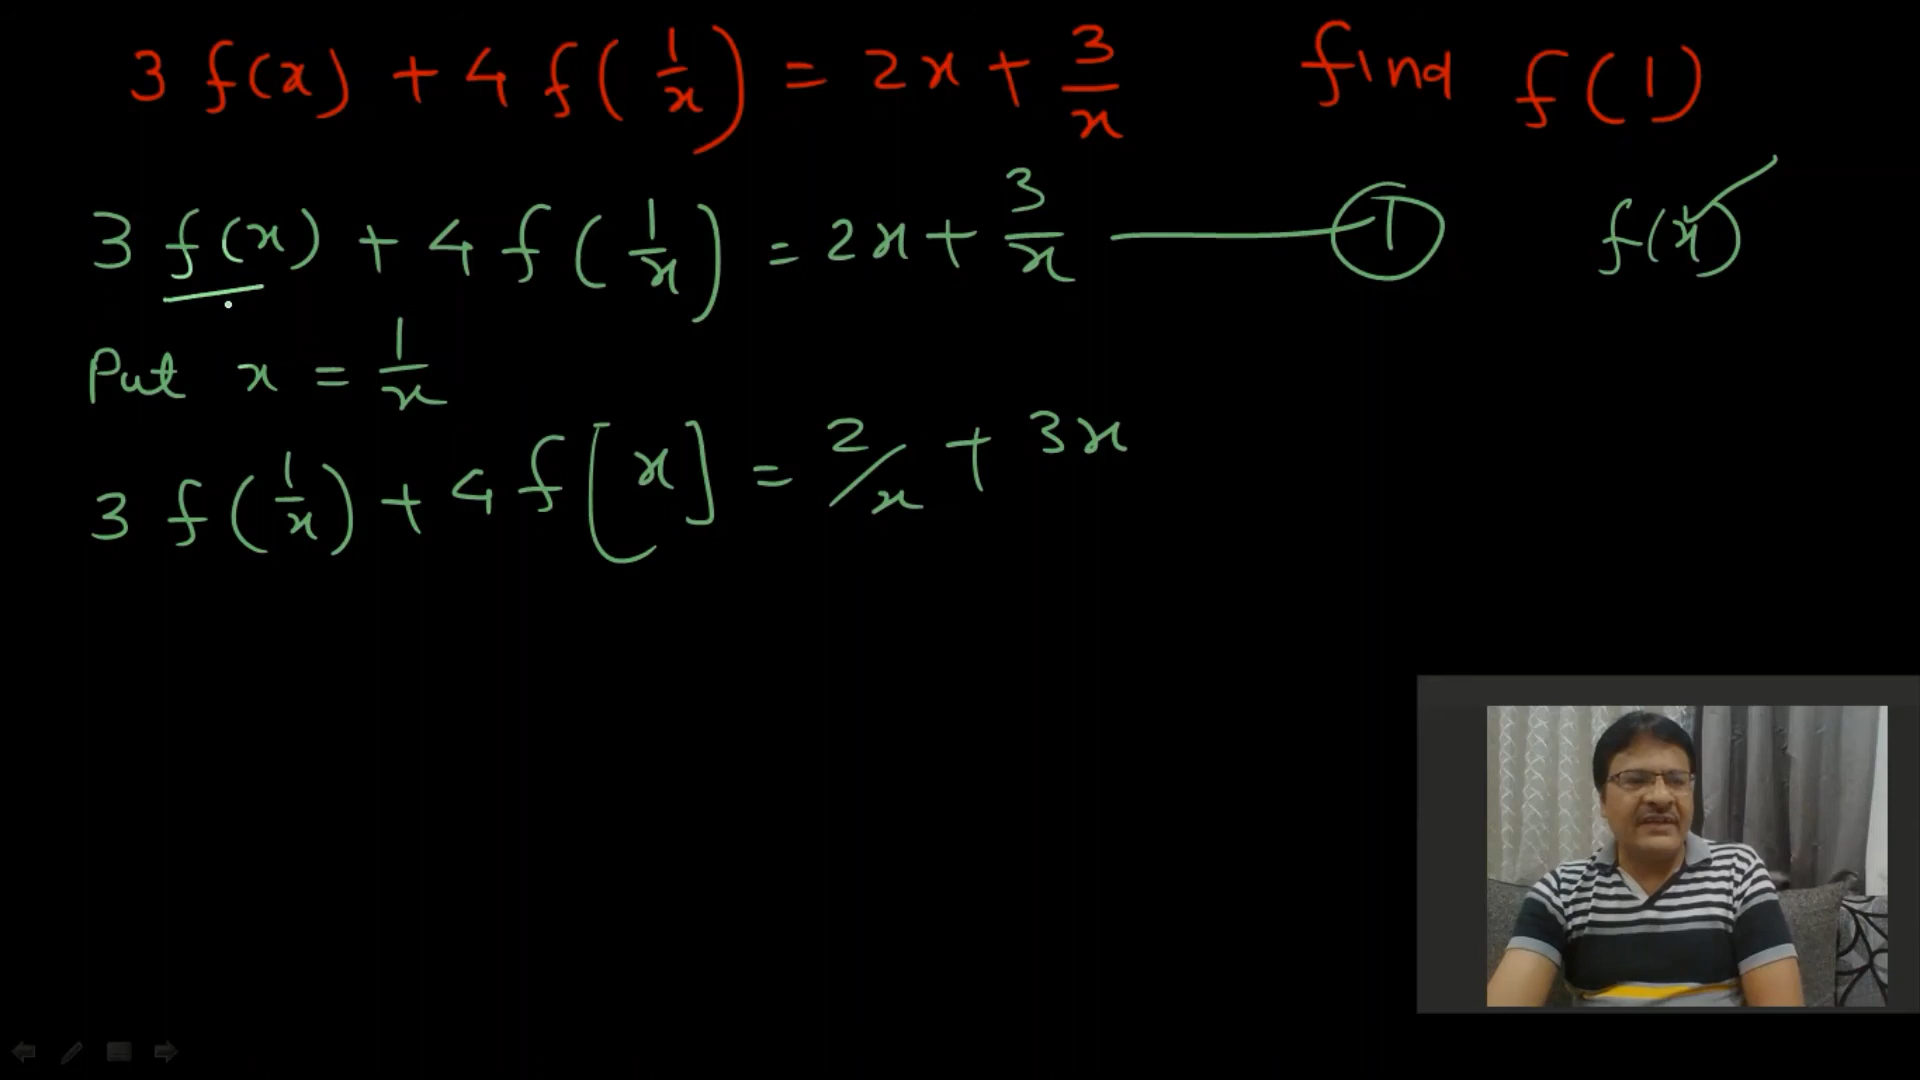 3 f(x) + 4 f(1/x) = 2x + 3/x find f(1)
3 f(x) + 4 f(1/x) = 2x + 3/x — 1 f(x)
Put x = 1/x
3 f(1/x) + 4 f[x] = 2/x + 3x